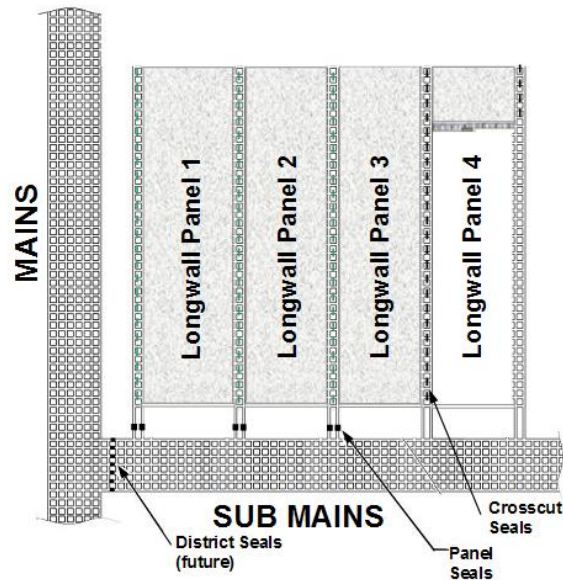 MAINS
Longwall Panel 1
Longwall Panel 2
Longwall Panel 3
Longwall Panel 4
SUB MAINS
District Seals
(future)
Panel
Seals
Crosscut
Seals